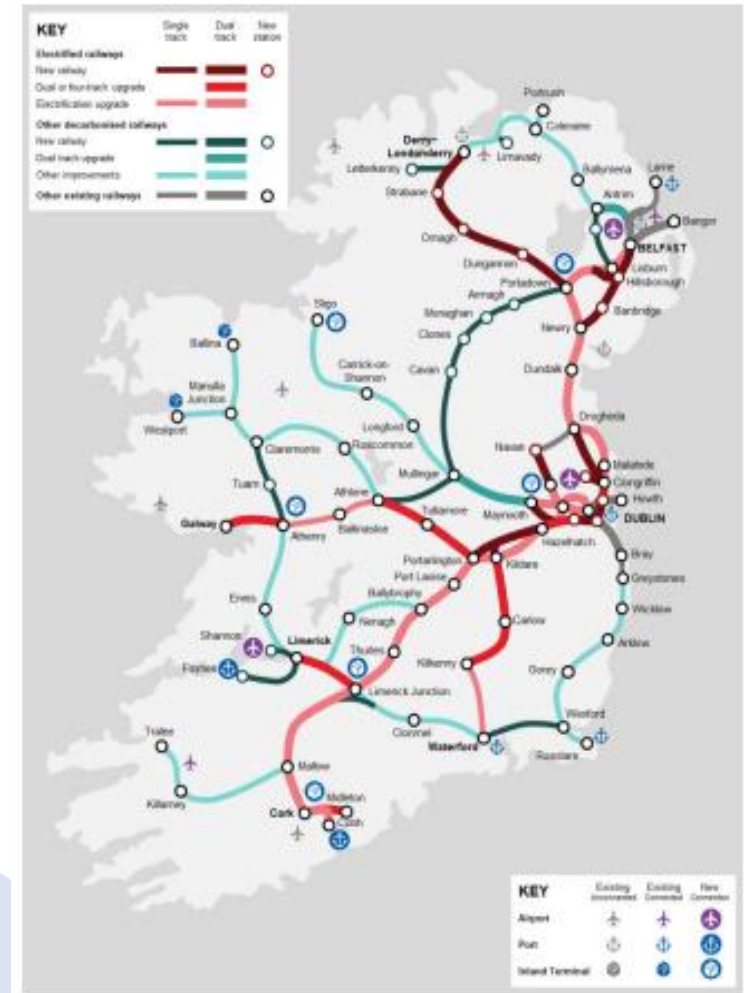 KEY
Single track
Dual track
New station
Electrified railways
New railway
Dual or four-track upgrade
Electrification upgrade
Other decarbonised railways
New railway
Dual track upgrade
Other improvements
Other existing railways
Portrush
Coleraine
Derry~
Londonderry
Limavady
Letterkenny
Ballymena
Larne
Strabane
Antrim
Bangor
Omagh
BELFAST
Dungannon
Lisburn
Portadown
Hillsborough
Armagh
Banbridge
Monaghan
Sligo
Clones
Newry
Ballina
Carrick-on-
Shannon
Cavan
Dundalk
Manulla
Junction
Longford
Drogheda
Westport
Claremorris
Roscommon
Navan
Malahide
Mullingar
Clongriffin
Tuam
Athlone
Howth
Maynooth
Galway
Tullamore
DUBLIN
Athenry
Ballinasloe
Hazelhatch
Portarlington
Bray
Port Laoise
Kildare
Greystones
Ennis
Ballybrophy
Wicklow
Nenagh
Carlow
Shannon
Limerick
Arklow
Thurles
Foynes
Kilkenny
Gorey
Limerick Junction
Tralee
Clonmel
Waterford
Wexford
Rosslare
Mallow
Killarney
Midleton
Cork
Cobh
KEY
Existing Unconnected
Existing Connected
New Connection
Airport
Port
Inland Terminal